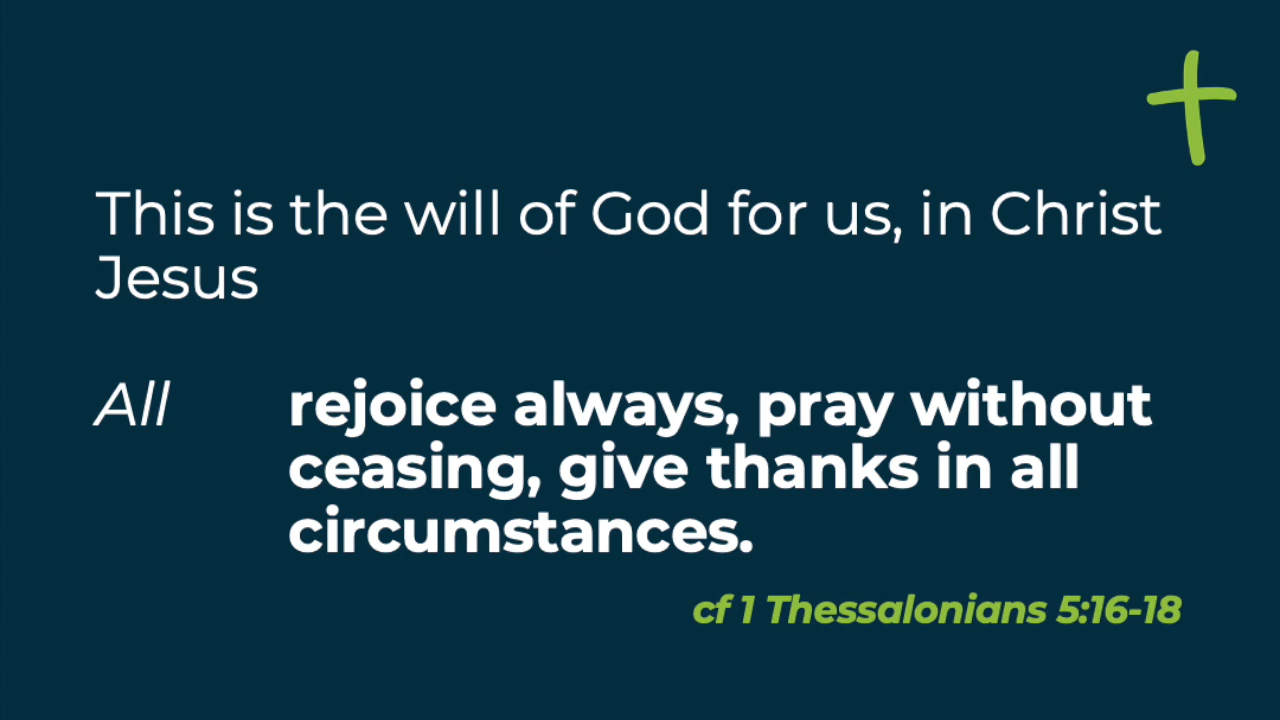 This is the will of God for us, in Christ
Jesus
All rejoice always, pray without
ceasing, give thanks in all
circumstances.
cf 1 Thessalonians 5:16-18